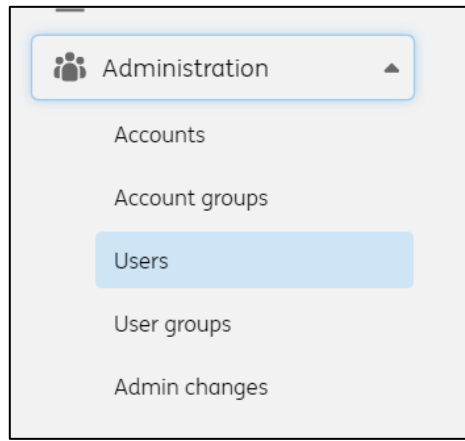 Administration
Accounts
Account groups
Users
User groups
Admin changes